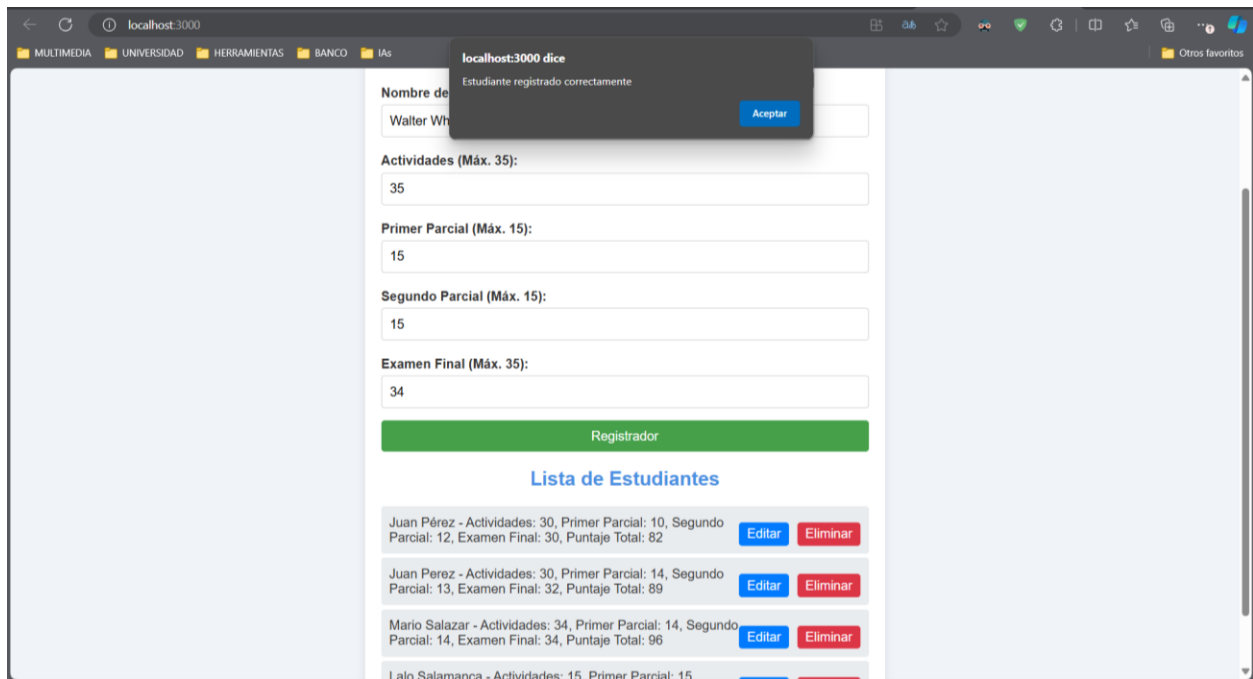 localhost:3000
MULTIMEDIA UNIVERSIDAD HERRAMIENTAS BANCO IAs Otros favoritos
localhost:3000 dice
Estudiante registrado correctamente
Aceptar
Nombre de
Walter Wh
Actividades (Máx. 35):
35
Primer Parcial (Máx. 15):
15
Segundo Parcial (Máx. 15):
15
Examen Final (Máx. 35):
34
Registrador
Lista de Estudiantes
Juan Pérez - Actividades: 30, Primer Parcial: 10, Segundo
Parcial: 12, Examen Final: 30, Puntaje Total: 82
Editar Eliminar
Juan Perez - Actividades: 30, Primer Parcial: 14, Segundo
Parcial: 13, Examen Final: 32, Puntaje Total: 89
Editar Eliminar
Mario Salazar - Actividades: 34, Primer Parcial: 14, Segundo
Parcial: 14, Examen Final: 34, Puntaje Total: 96
Editar Eliminar
Lalo Salamanca - Actividades: 15, Primer Parcial: 15